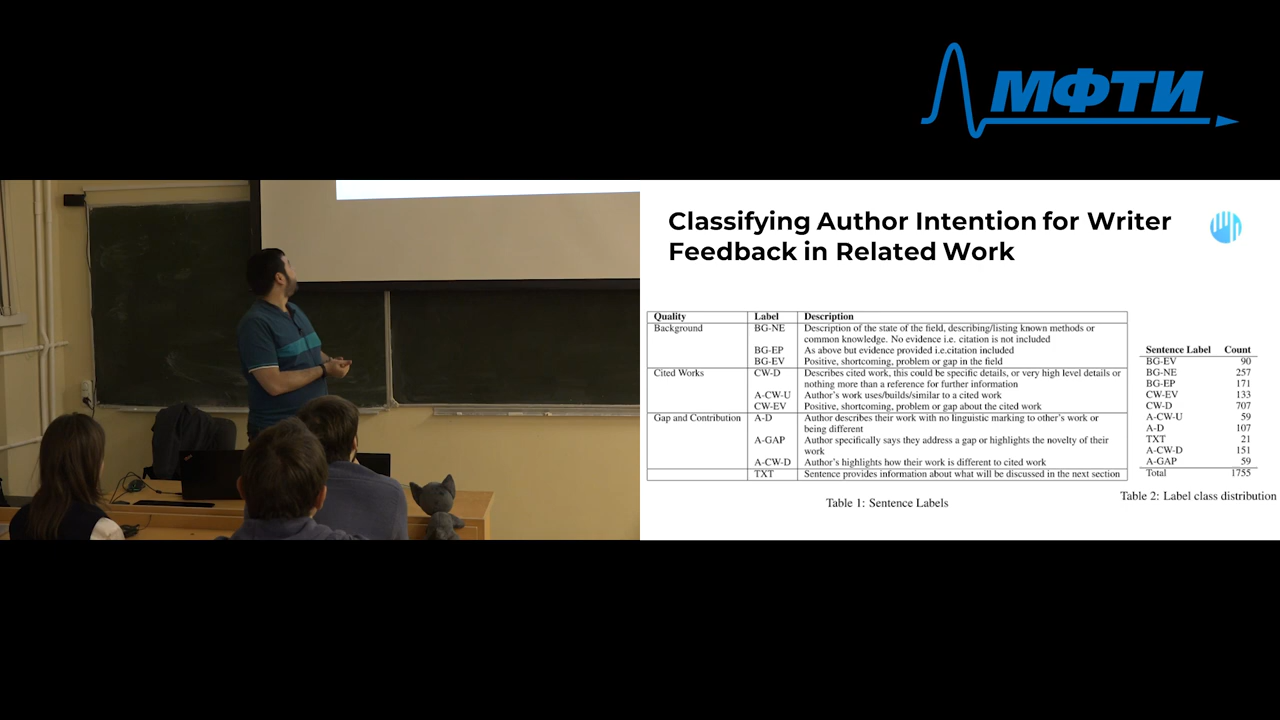 МФТИ
Classifying Author Intention for Writer
Feedback in Related Work
Quality Label Description
Background BG-NE Description of the state of the field, describing/listing known methods or
common knowledge. No evidence i.e. citation is not included
BG-EP As above but evidence provided i.e.citation included
BG-EV Positive, shortcoming, problem or gap in the field
Cited Works CW-D Describes cited work, this could be specific details, or very high level details or
nothing more than a reference for further information
A-CW-U Author's work uses/builds/similar to a cited work
CW-EV Positive, shortcoming, problem or gap about the cited work
Gap and Contribution A-D Author describes their work with no linguistic marking to other's work or
being different
A-GAP Author specifically says they address a gap or highlights the novelty of their
work
A-CW-D Author's highlights how their work is different to cited work
TXT Sentence provides information about what will be discussed in the next section
Table 1: Sentence Labels
Sentence Label Count
BG-EV 90
BG-NE 257
BG-EP 171
CW-EV 133
CW-D 707
A-CW-U 59
A-D 107
TXT 21
A-CW-D 151
A-GAP 59
Total 1755
Table 2: Label class distribution